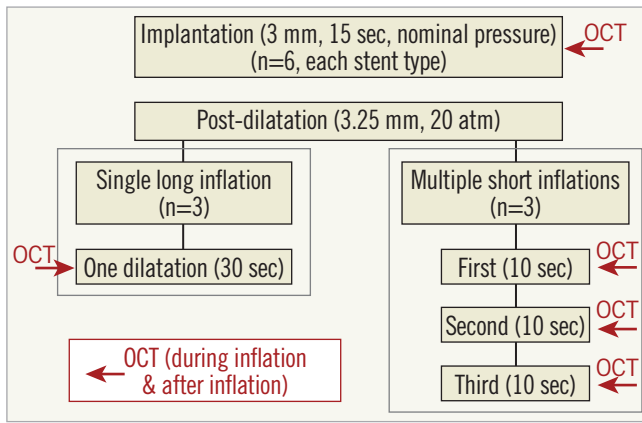 Implantation (3 mm, 15 sec, nominal pressure)
(n=6, each stent type)
OCT
Post-dilatation (3.25 mm, 20 atm)
Single long inflation
(n=3)
OCT
One dilatation (30 sec)
Multiple short inflations
(n=3)
First (10 sec)
OCT
Second (10 sec)
OCT
Third (10 sec)
OCT
OCT (during inflation
& after inflation)